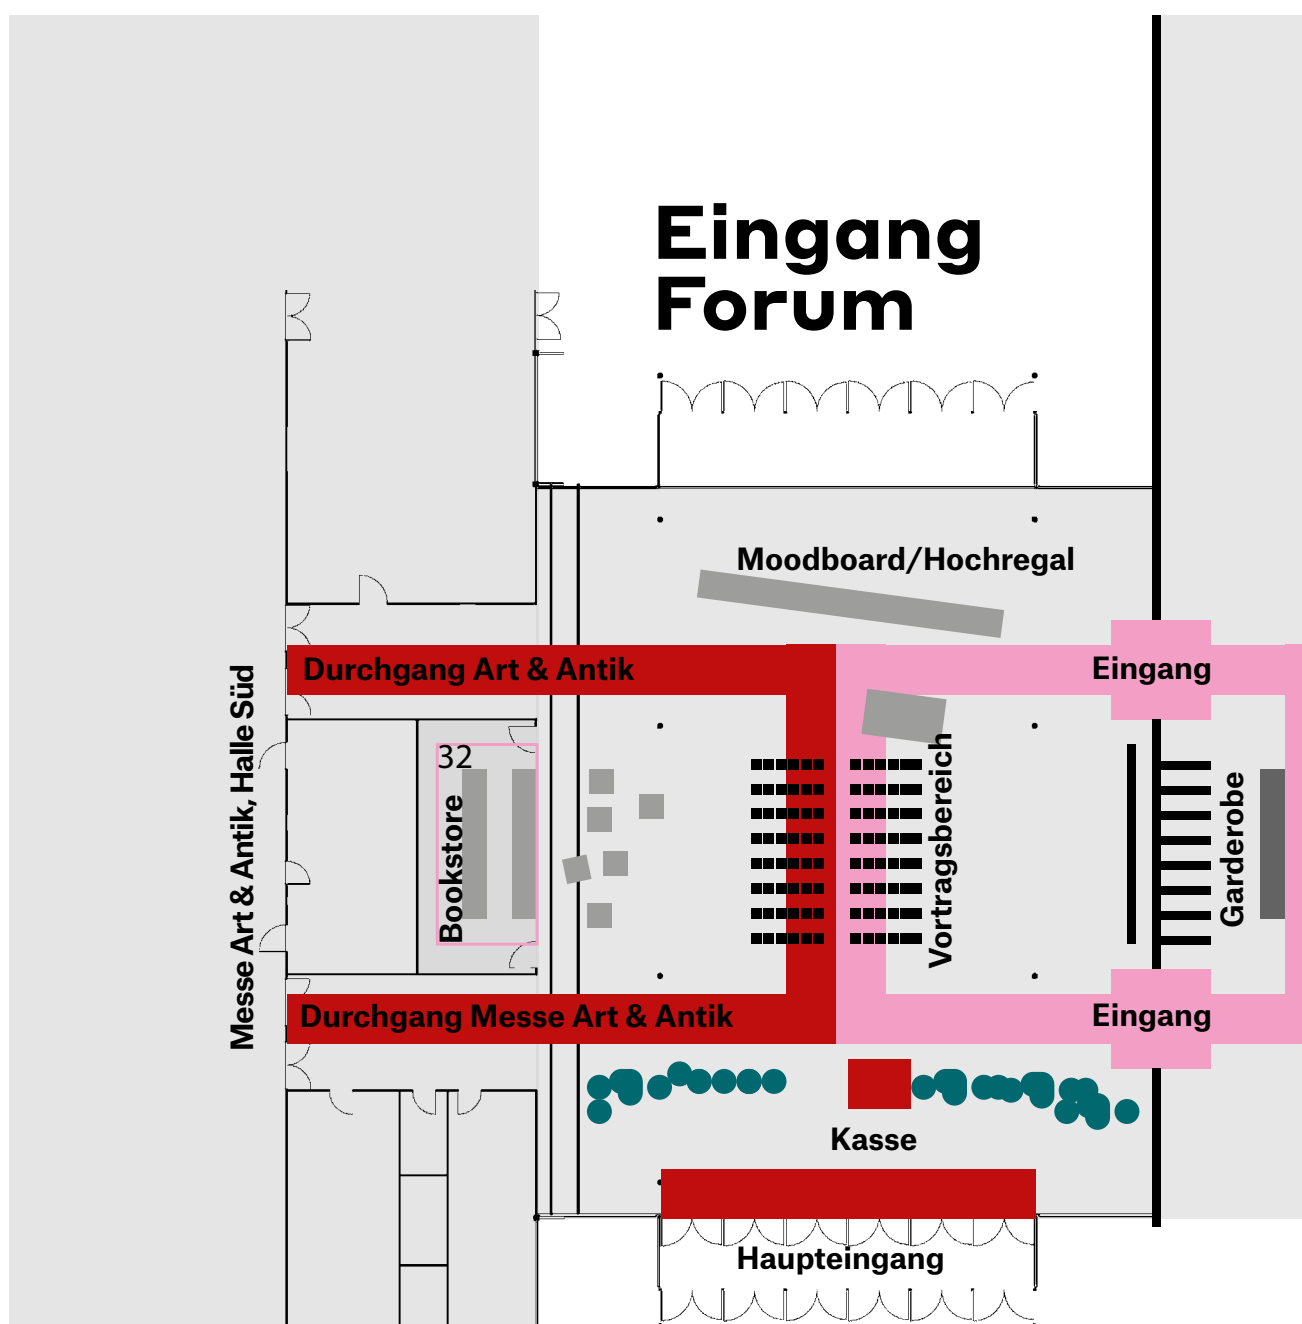 Eingang
Forum
Moodboard/Hochregal
Durchgang Art & Antik
Eingang
Messe Art & Antik, Halle Süd
32
Bookstore
Vortragsbereich
Garderobe
Durchgang Messe Art & Antik
Eingang
Kasse
Haupteingang